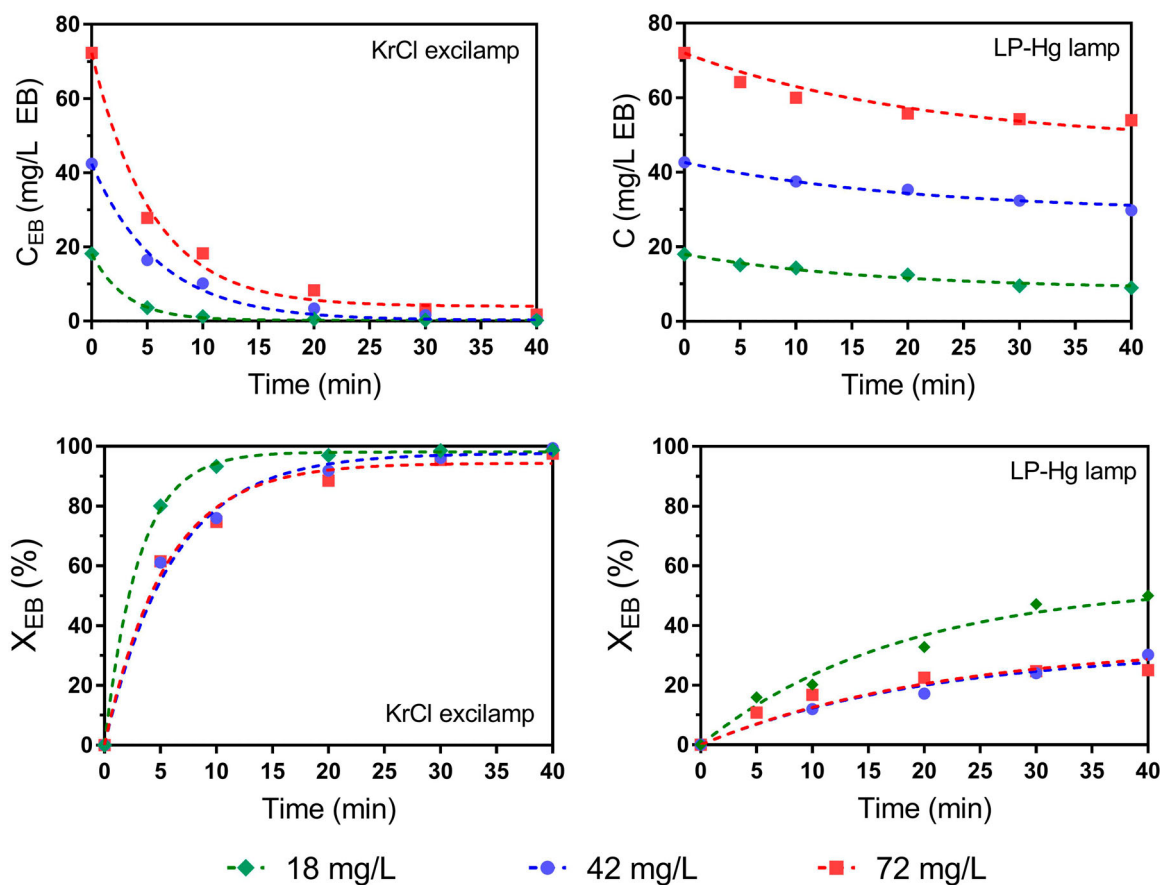 KrCl excilamp
C_EB (mg/L EB)
80
60
40
20
0
0 5 10 15 20 25 30 35 40
Time (min)
LP-Hg lamp
C (mg/L EB)
80
60
40
20
0
0 5 10 15 20 25 30 35 40
Time (min)
X_EB (%)
100
80
60
40
20
0
KrCl excilamp
0 5 10 15 20 25 30 35 40
Time (min)
LP-Hg lamp
X_EB (%)
100
80
60
40
20
0
0 5 10 15 20 25 30 35 40
Time (min)
18 mg/L 42 mg/L 72 mg/L